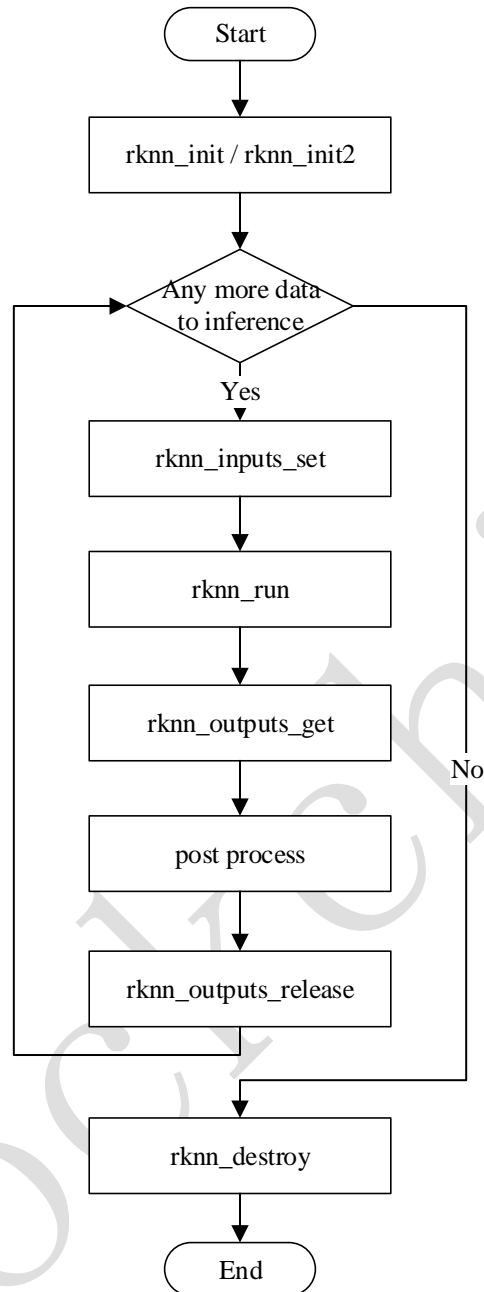 Start
rknn_init / rknn_init2
Any more data
to inference
Yes
rknn_inputs_set
rknn_run
rknn_outputs_get
No
post process
rknn_outputs_release
rknn_destroy
End